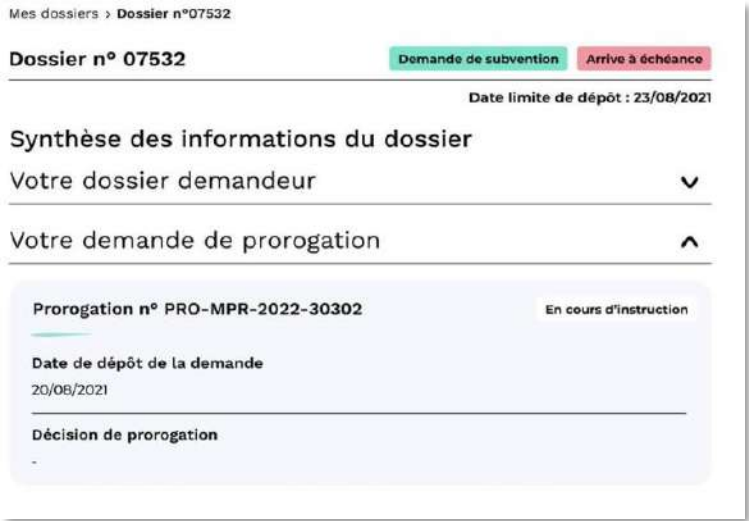 Mes dossiers > Dossier n°07532
Dossier n° 07532
Demande de subvention
Arrive à échéance
Date limite de dépôt : 23/08/2021
Synthèse des informations du dossier
Votre dossier demandeur
Votre demande de prorogation
Prorogation n° PRO-MPR-2022-30302
En cours d'instruction
Date de dépôt de la demande
20/08/2021
Décision de prorogation
-